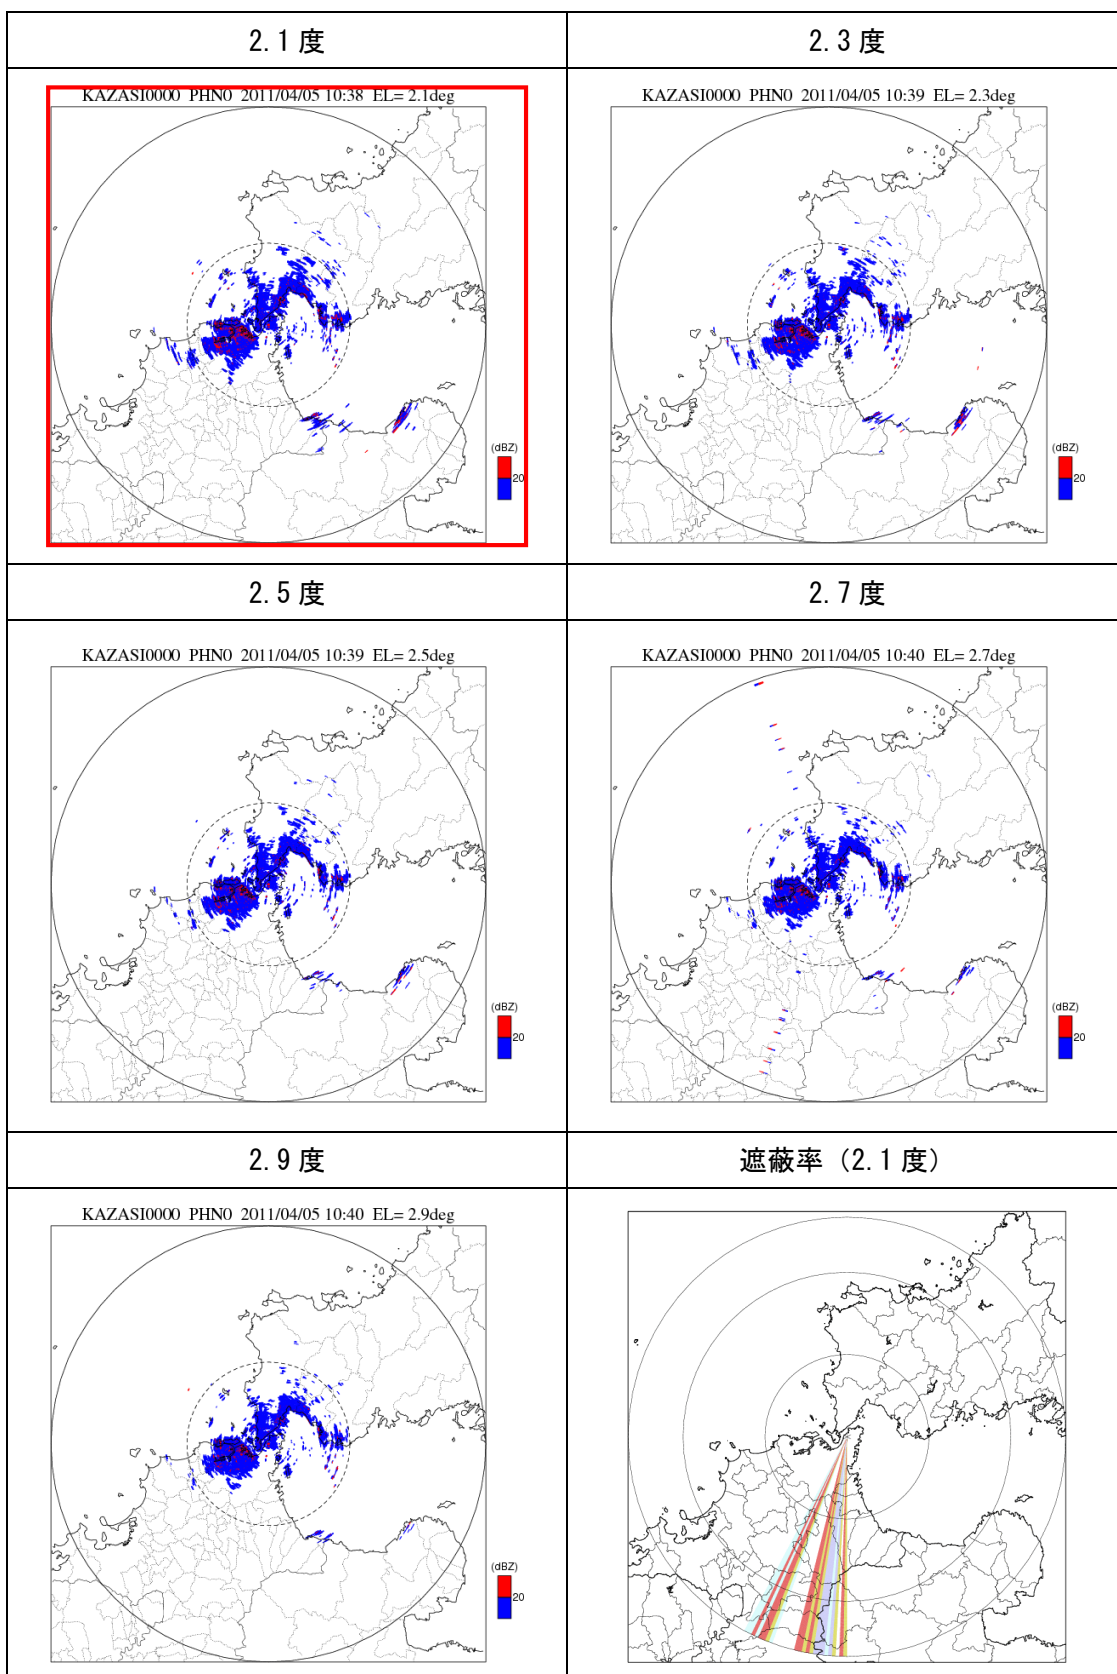 2.1度
2.3度
KAZASI0000 PHN0 2011/04/05 10:38 EL= 2.1deg
(dBZ)
20
KAZASI0000 PHN0 2011/04/05 10:39 EL= 2.3deg
(dBZ)
20
2.5度
2.7度
KAZASI0000 PHN0 2011/04/05 10:39 EL= 2.5deg
(dBZ)
20
KAZASI0000 PHN0 2011/04/05 10:40 EL= 2.7deg
(dBZ)
20
2.9度
遮蔽率（2.1度）
KAZASI0000 PHN0 2011/04/05 10:40 EL= 2.9deg
(dBZ)
20